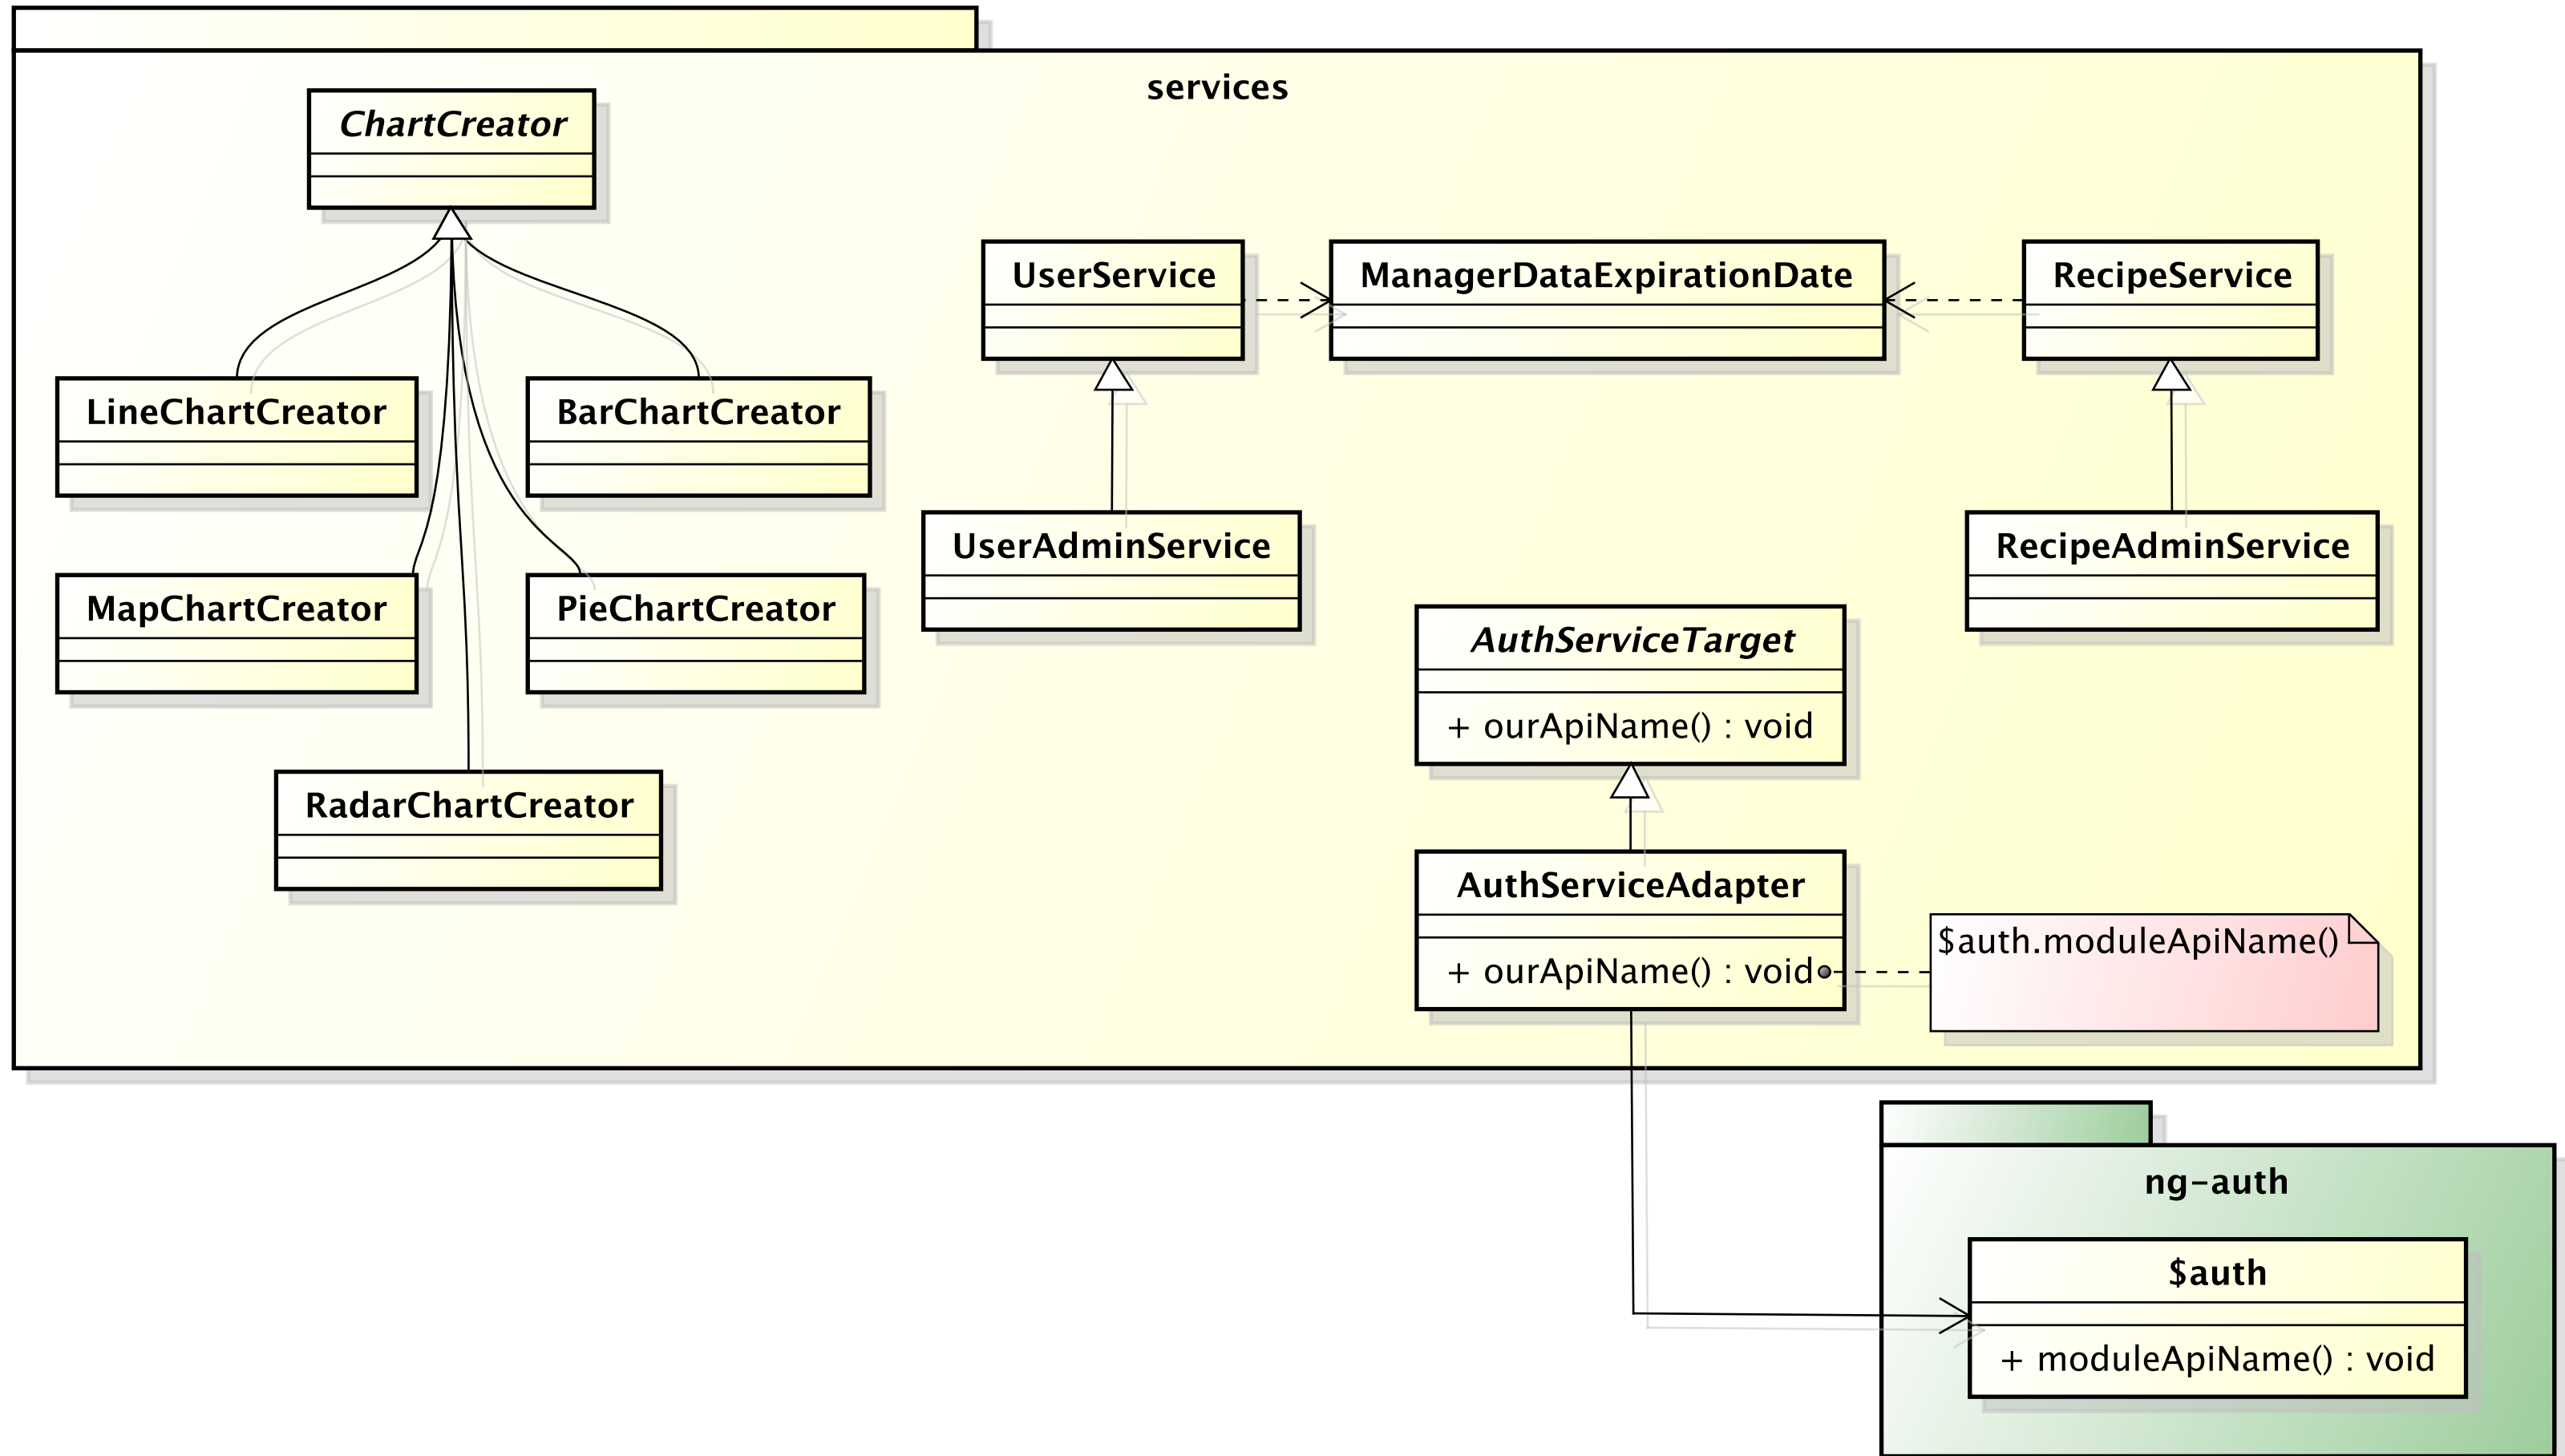 services
ChartCreator
UserService
ManagerDataExpirationDate
RecipeService
LineChartCreator
BarChartCreator
UserAdminService
RecipeAdminService
MapChartCreator
PieChartCreator
AuthServiceTarget
+ ourApiName() : void
RadarChartCreator
AuthServiceAdapter
+ ourApiName() : void
$auth.moduleApiName()
ng-auth
$auth
+ moduleApiName() : void